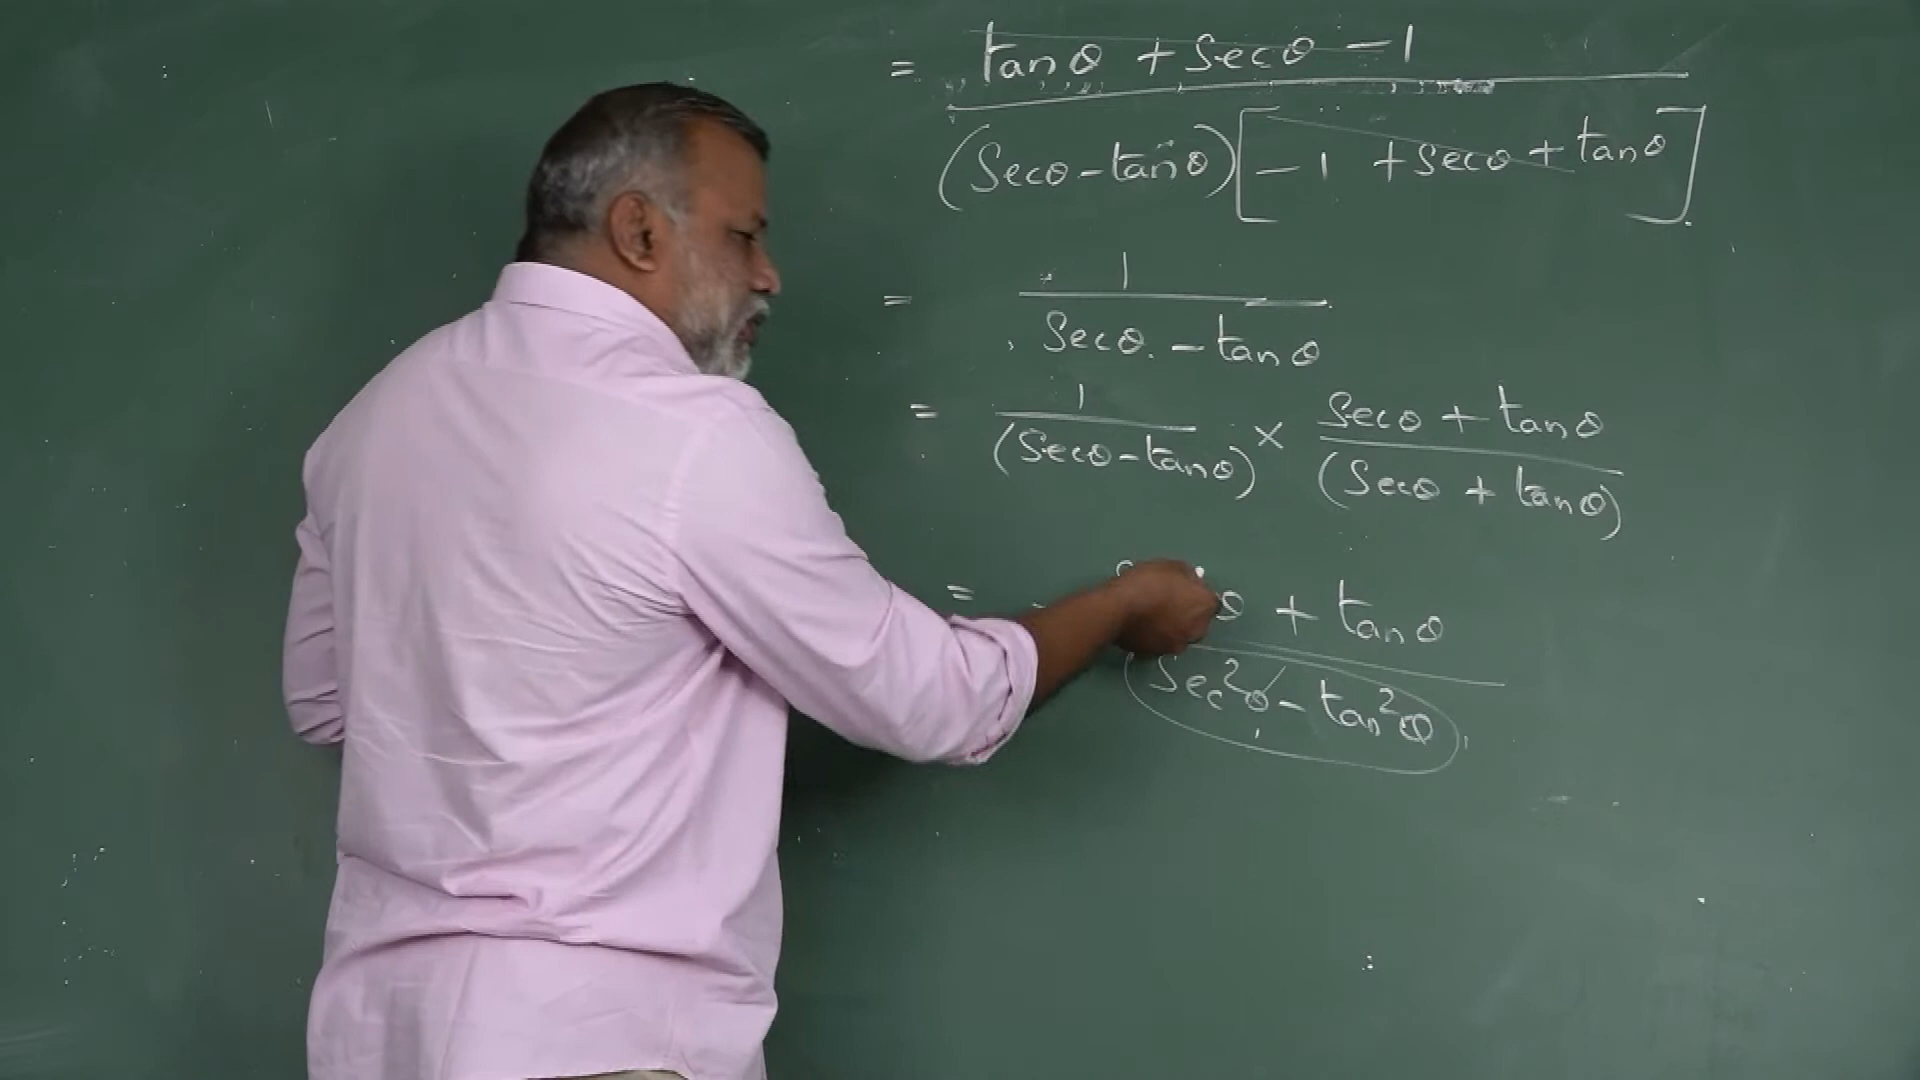 = tanθ + secθ - 1
(Secθ - tanθ) [-1 + secθ + tanθ]
= 1
Secθ - tanθ
= 1 × Secθ + tanθ
(Secθ - tanθ) (Secθ + tanθ)
= θ + tanθ
Sec²θ - tan²θ